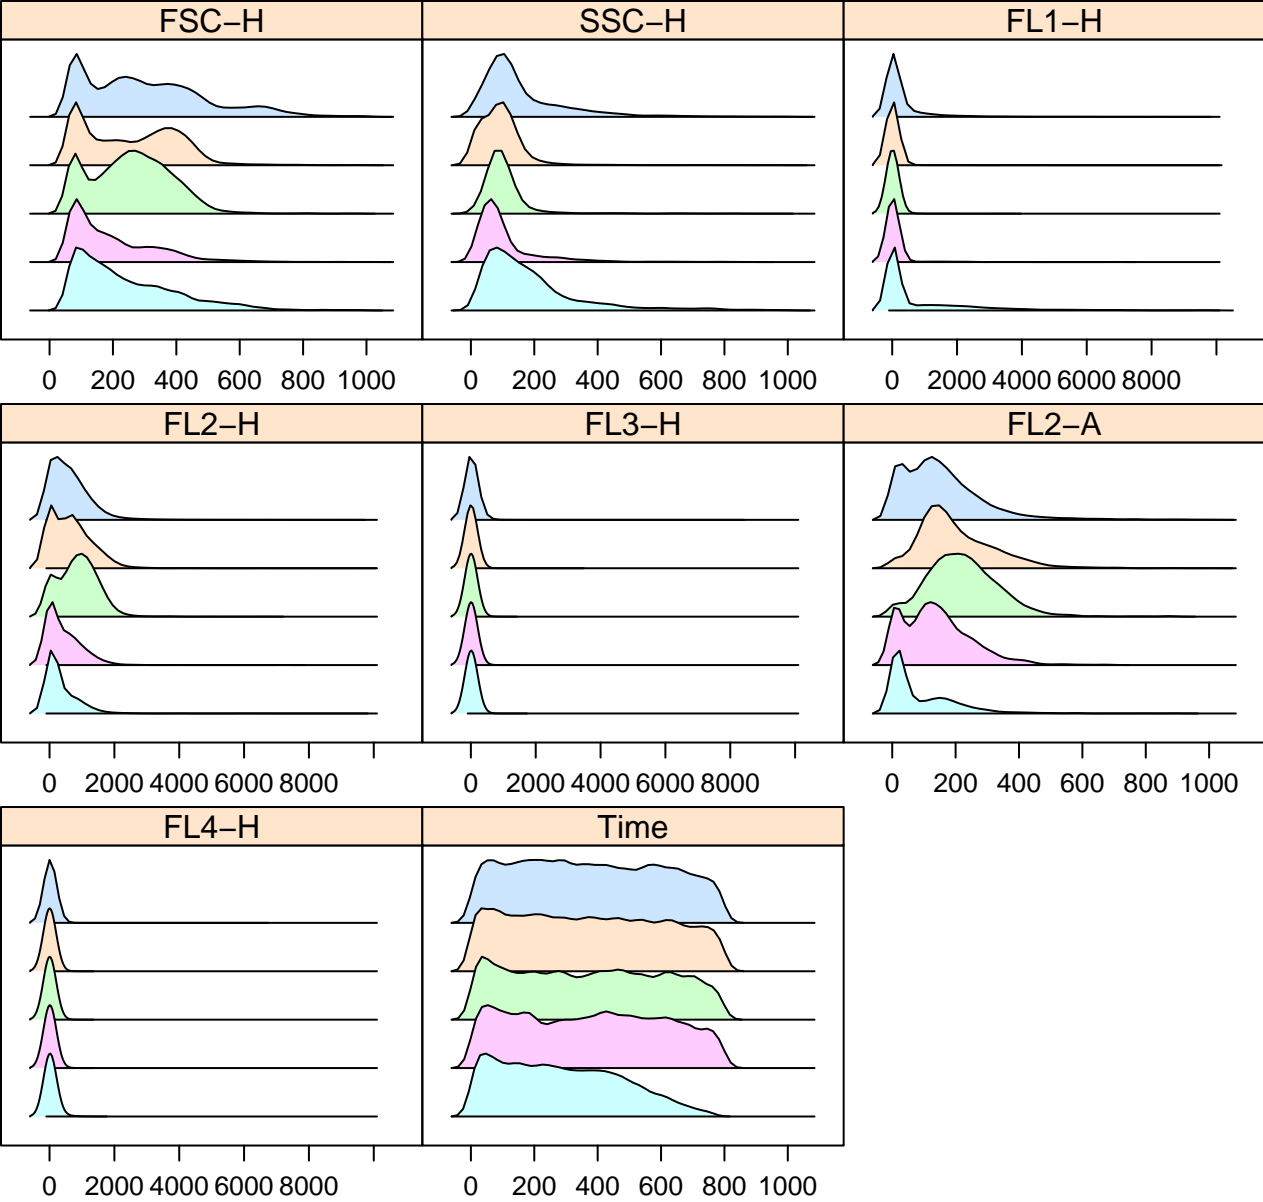 FSC–H SSC–H FL1–H
0 200 400 600 800 1000 0 200 400 600 800 1000 0 2000 4000 6000 8000
FL2–H FL3–H FL2–A
0 2000 4000 6000 8000 0 2000 4000 6000 8000 0 200 400 600 800 1000
FL4–H Time
0 2000 4000 6000 8000 0 200 400 600 800 1000